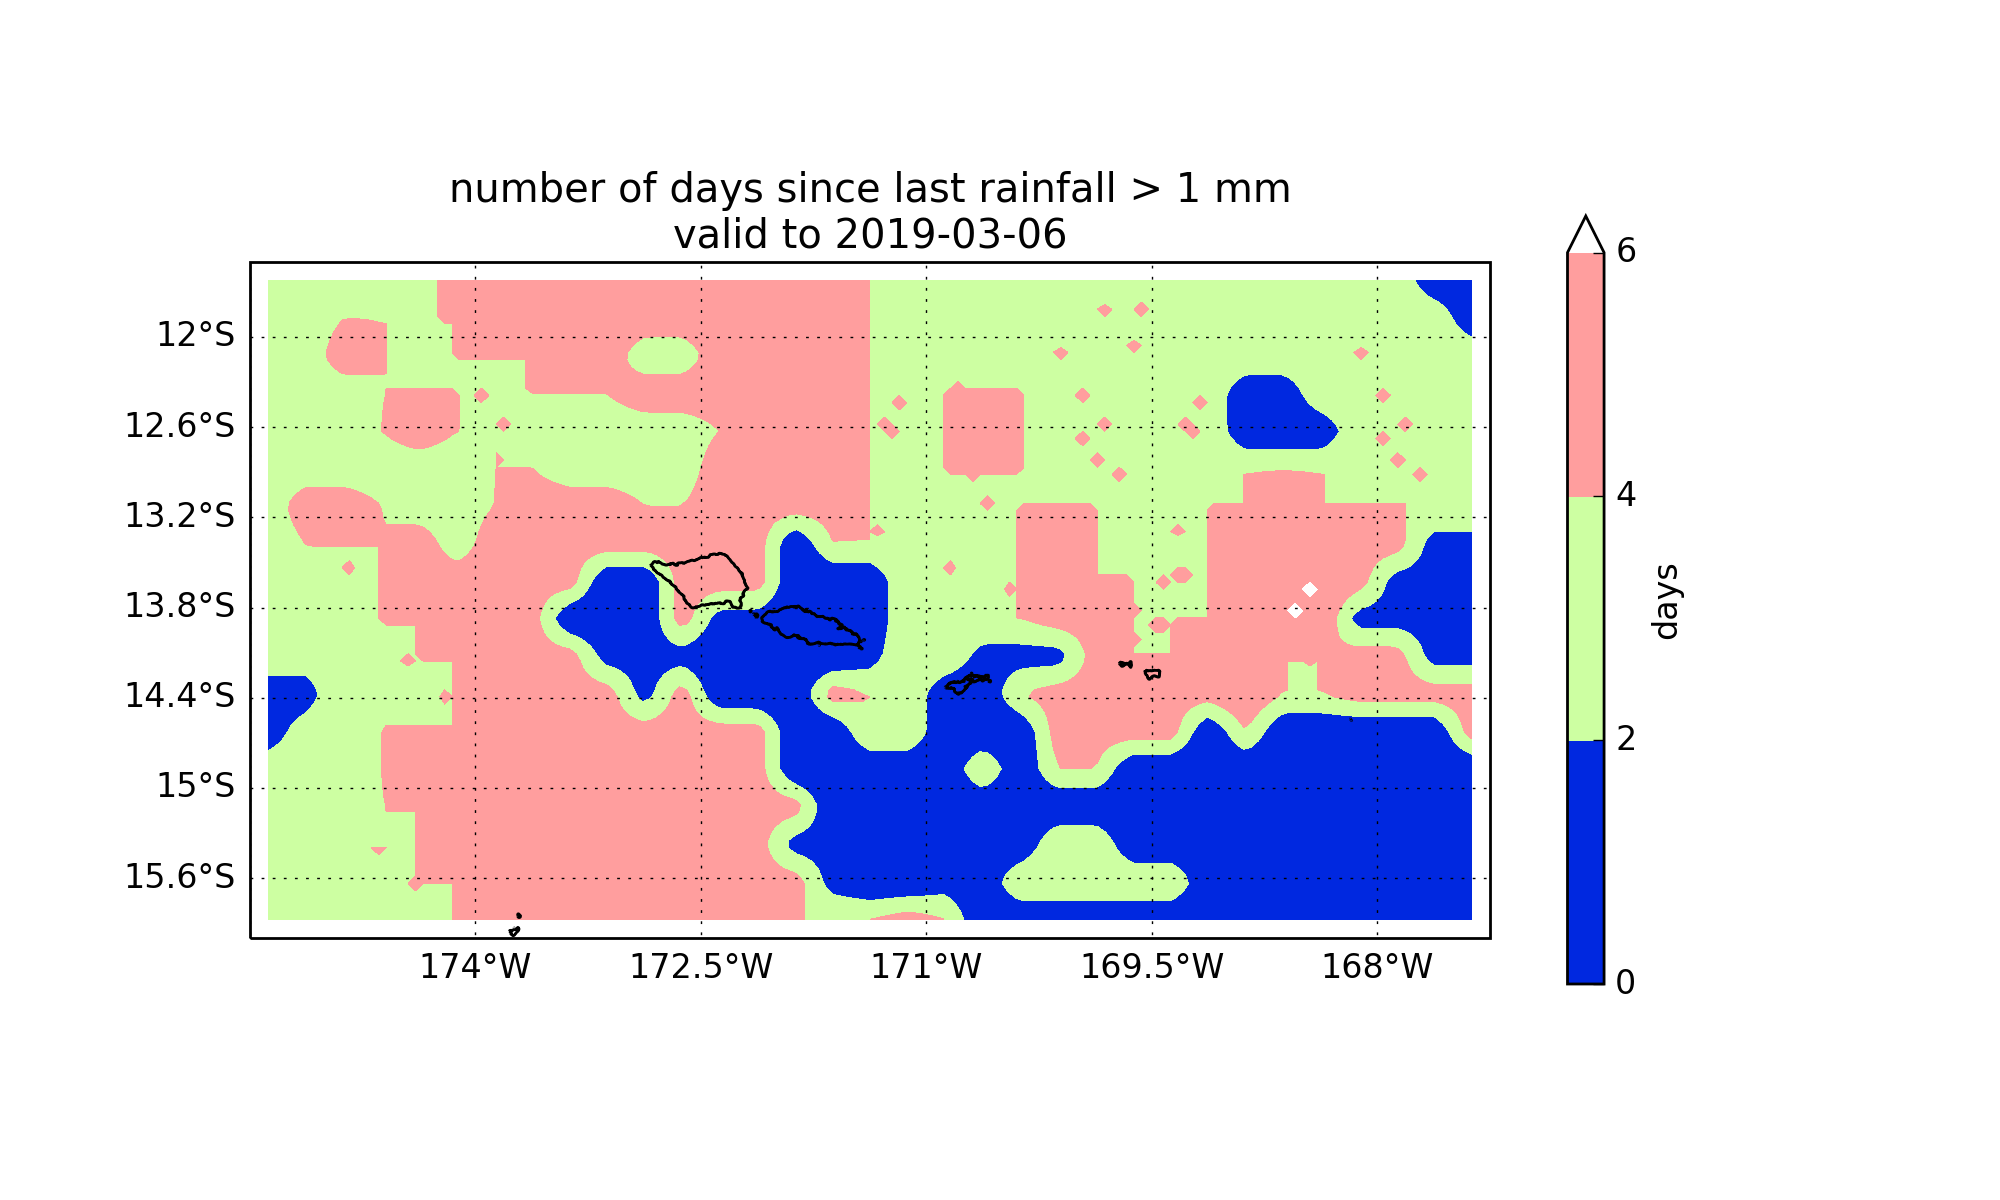 number of days since last rainfall > 1 mm
valid to 2019-03-06
12°S
12.6°S
13.2°S
13.8°S
14.4°S
15°S
15.6°S
174°W
172.5°W
171°W
169.5°W
168°W
6
4
2
0
days